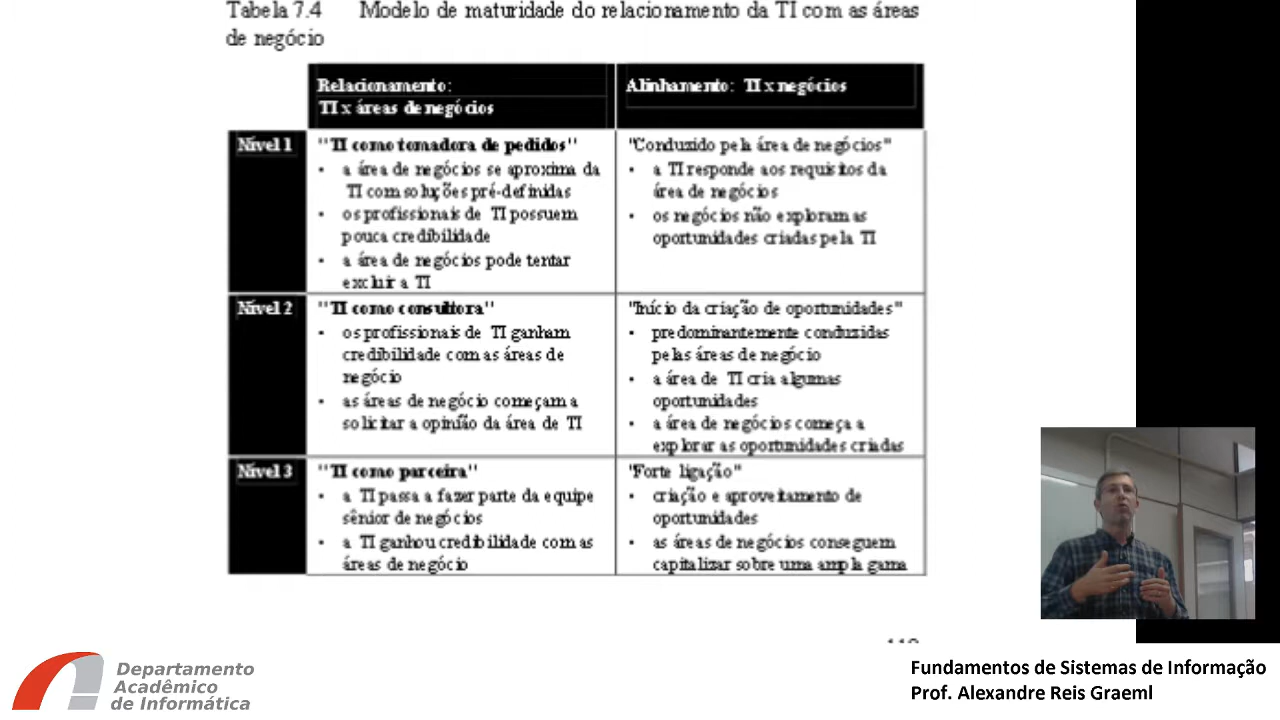 Tabela 7.4 Modelo de maturidade do relacionamento da TI com as áreas
de negócio
Relacionamento:
TI x áreas de negócios
Alinhamento: TI x negócios
Nível 1
"TI como tomadora de pedidos"
• a área de negócios se aproxima da
TI com soluções pré-definidas
• os profissionais de TI possuem
pouca credibilidade
• a área de negócios pode tentar
excluir a TI
"Conduzido pela área de negócios"
• a TI responde aos requisitos da
área de negócios
• os negócios não exploram as
oportunidades criadas pela TI
Nível 2
"TI como consultora"
• os profissionais de TI ganham
credibilidade com as áreas de
negócio
• as áreas de negócio começam a
solicitar a opinião da área de TI
"Início da criação de oportunidades"
• predominantemente conduzidas
pelas áreas de negócio
• a área de TI cria algumas
oportunidades
• a área de negócios começa a
explorar as oportunidades criadas
Nível 3
"TI como parceira"
• a TI passa a fazer parte da equipe
sênior de negócios
• a TI ganhou credibilidade com as
áreas de negócio
"Forte ligação"
• criação e aproveitamento de
oportunidades
• as áreas de negócios conseguem
capitalizar sobre uma ampla gama
Departamento
Acadêmico
de Informática
Fundamentos de Sistemas de Informação
Prof. Alexandre Reis Graeml